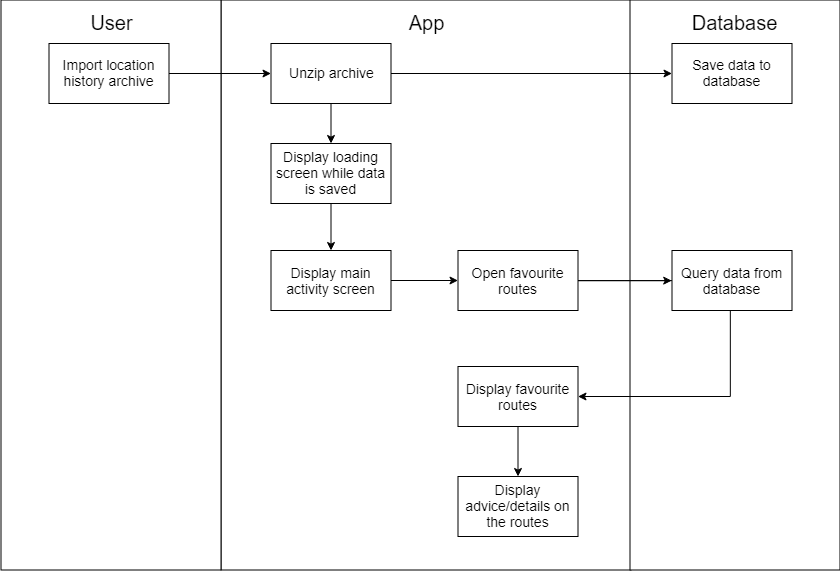 User
App
Database
Import location
history archive
Unzip archive
Save data to
database
Display loading
screen while data
is saved
Display main
activity screen
Open favourite
routes
Query data from
database
Display favourite
routes
Display
advice/details on
the routes